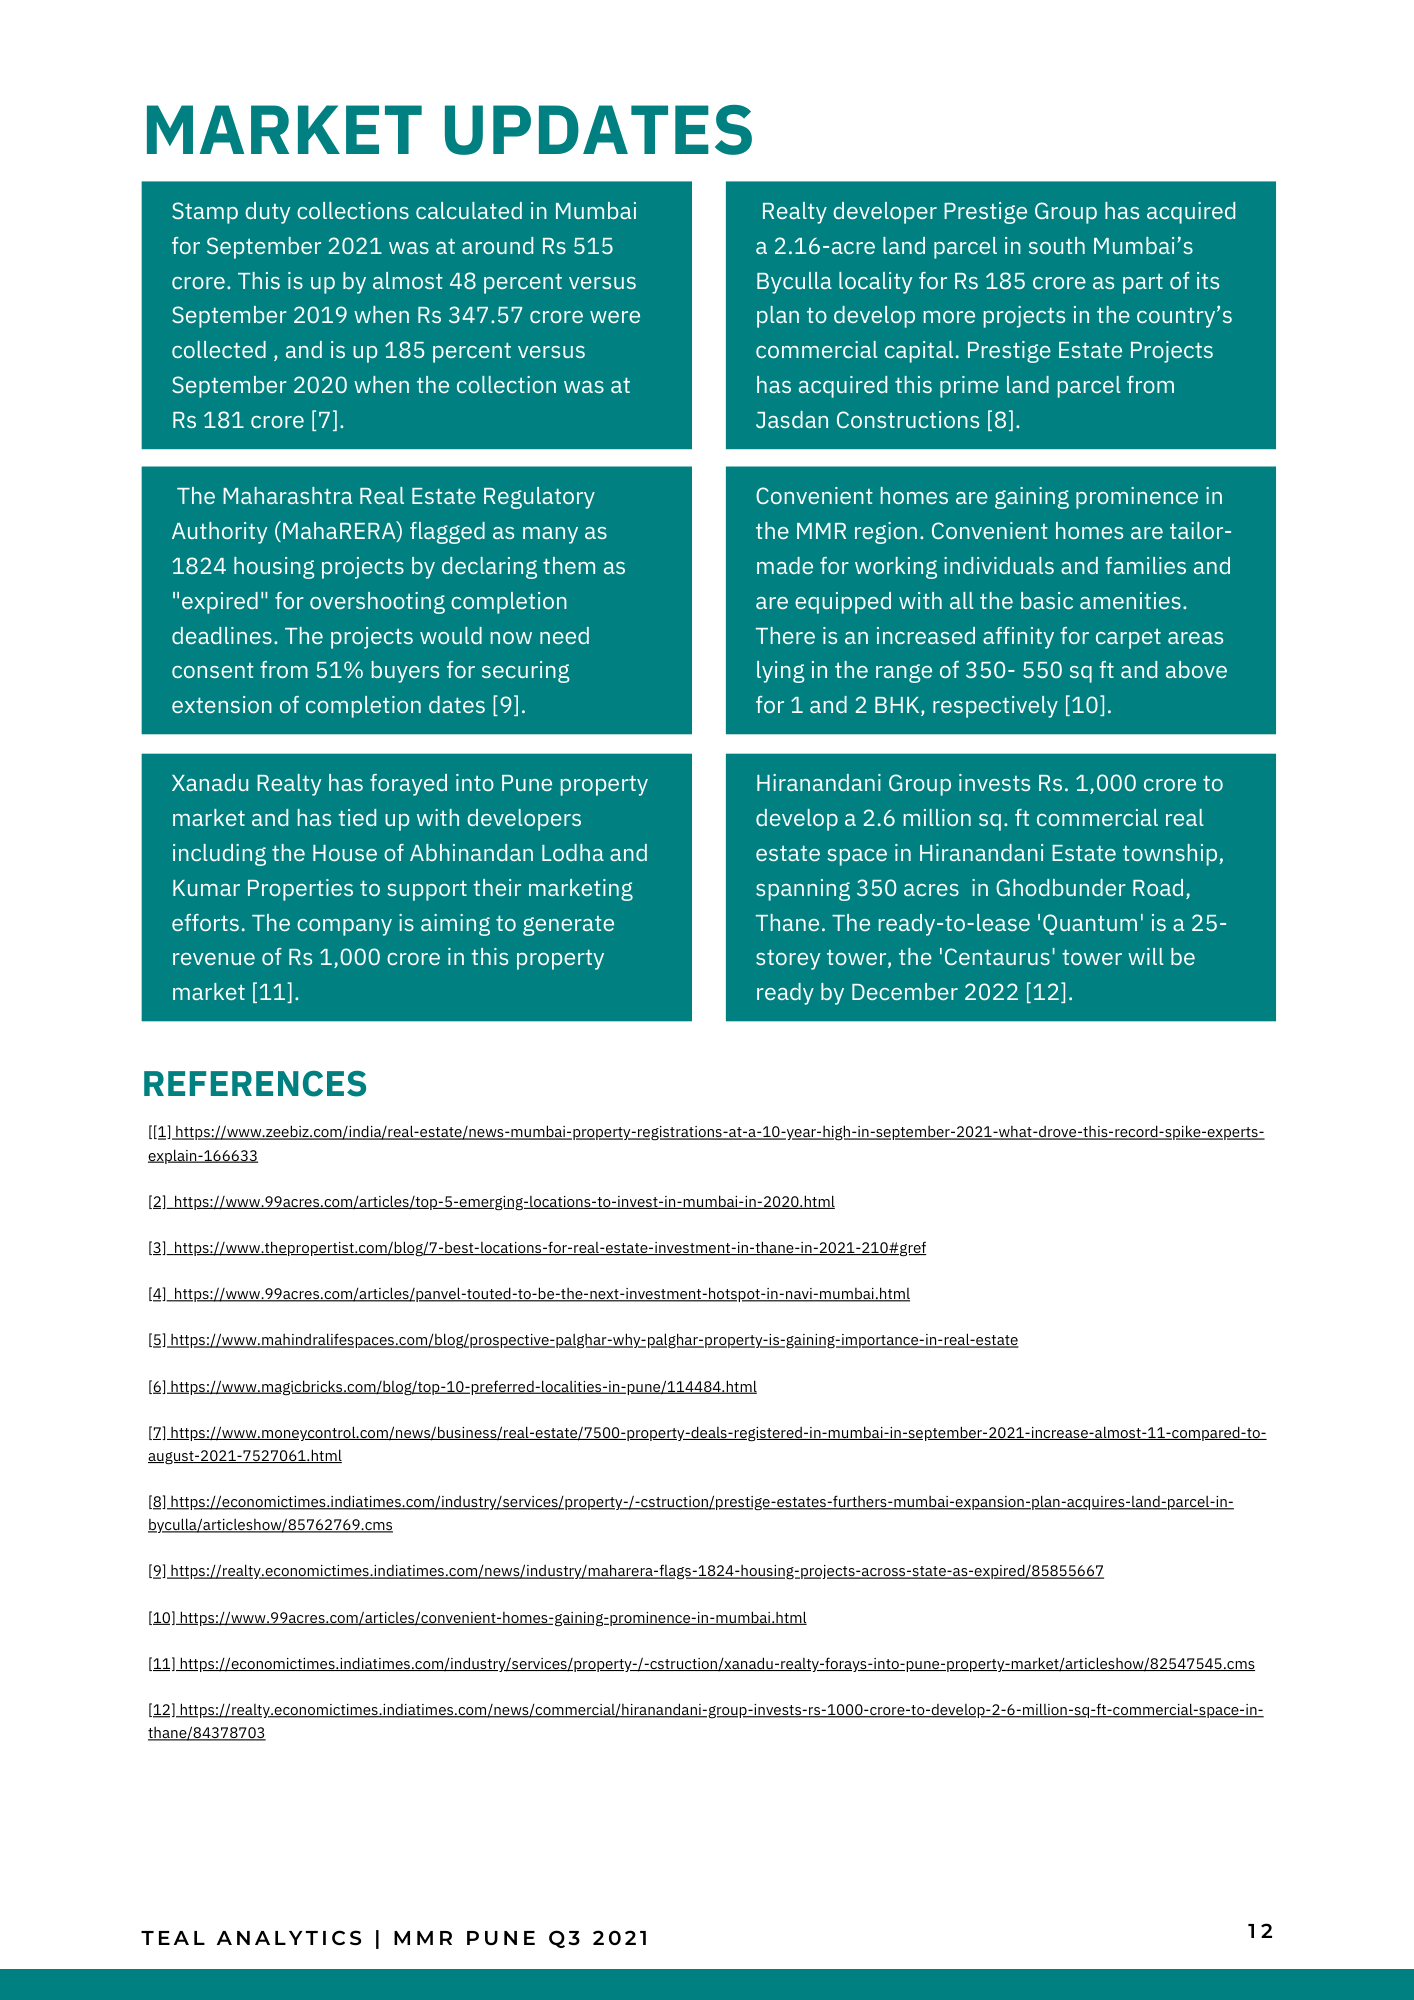 MARKET UPDATES
Stamp duty collections calculated in Mumbai
for September 2021 was at around Rs 515
crore. This is up by almost 48 percent versus
September 2019 when Rs 347.57 crore were
collected , and is up 185 percent versus
September 2020 when the collection was at
Rs 181 crore [7].
Realty developer Prestige Group has acquired
a 2.16-acre land parcel in south Mumbai’s
Byculla locality for Rs 185 crore as part of its
plan to develop more projects in the country’s
commercial capital. Prestige Estate Projects
has acquired this prime land parcel from
Jasdan Constructions [8].
The Maharashtra Real Estate Regulatory
Authority (MahaRERA) flagged as many as
1824 housing projects by declaring them as
"expired" for overshooting completion
deadlines. The projects would now need
consent from 51% buyers for securing
extension of completion dates [9].
Convenient homes are gaining prominence in
the MMR region. Convenient homes are tailor-
made for working individuals and families and
are equipped with all the basic amenities.
There is an increased affinity for carpet areas
lying in the range of 350- 550 sq ft and above
for 1 and 2 BHK, respectively [10].
Xanadu Realty has forayed into Pune property
market and has tied up with developers
including the House of Abhinandan Lodha and
Kumar Properties to support their marketing
efforts. The company is aiming to generate
revenue of Rs 1,000 crore in this property
market [11].
Hiranandani Group invests Rs. 1,000 crore to
develop a 2.6 million sq. ft commercial real
estate space in Hiranandani Estate township,
spanning 350 acres  in Ghodbunder Road,
Thane. The ready-to-lease 'Quantum' is a 25-
storey tower, the 'Centaurus' tower will be
ready by December 2022 [12].
REFERENCES
[[1] https://www.zeebiz.com/india/real-estate/news-mumbai-property-registrations-at-a-10-year-high-in-september-2021-what-drove-this-record-spike-experts-
explain-166633
[2]  https://www.99acres.com/articles/top-5-emerging-locations-to-invest-in-mumbai-in-2020.html
[3]  https://www.thepropertist.com/blog/7-best-locations-for-real-estate-investment-in-thane-in-2021-210#gref
[4]  https://www.99acres.com/articles/panvel-touted-to-be-the-next-investment-hotspot-in-navi-mumbai.html
[5] https://www.mahindralifespaces.com/blog/prospective-palghar-why-palghar-property-is-gaining-importance-in-real-estate
[6] https://www.magicbricks.com/blog/top-10-preferred-localities-in-pune/114484.html
[7] https://www.moneycontrol.com/news/business/real-estate/7500-property-deals-registered-in-mumbai-in-september-2021-increase-almost-11-compared-to-
august-2021-7527061.html
[8] https://economictimes.indiatimes.com/industry/services/property-/-cstruction/prestige-estates-furthers-mumbai-expansion-plan-acquires-land-parcel-in-
byculla/articleshow/85762769.cms
[9] https://realty.economictimes.indiatimes.com/news/industry/maharera-flags-1824-housing-projects-across-state-as-expired/85855667
[10] https://www.99acres.com/articles/convenient-homes-gaining-prominence-in-mumbai.html
[11] https://economictimes.indiatimes.com/industry/services/property-/-cstruction/xanadu-realty-forays-into-pune-property-market/articleshow/82547545.cms
[12] https://realty.economictimes.indiatimes.com/news/commercial/hiranandani-group-invests-rs-1000-crore-to-develop-2-6-million-sq-ft-commercial-space-in-
thane/84378703
TEAL ANALYTICS | MMR PUNE Q3 2021
12